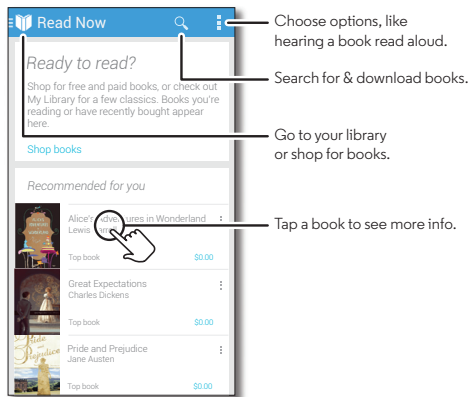 Read Now
Ready to read?
Shop for free and paid books, or check out
My Library for a few classics. Books you're
reading or have recently bought appear
here.
Shop books
Recommended for you
Alice's Adventures in Wonderland
Lewis
Top book $0.00
Great Expectations
Charles Dickens
Top book $0.00
Pride and Prejudice
Pride and Prejudice
Jane Austen
Top book $0.00
Choose options, like
hearing a book read aloud.
Search for & download books.
Go to your library
or shop for books.
Tap a book to see more info.